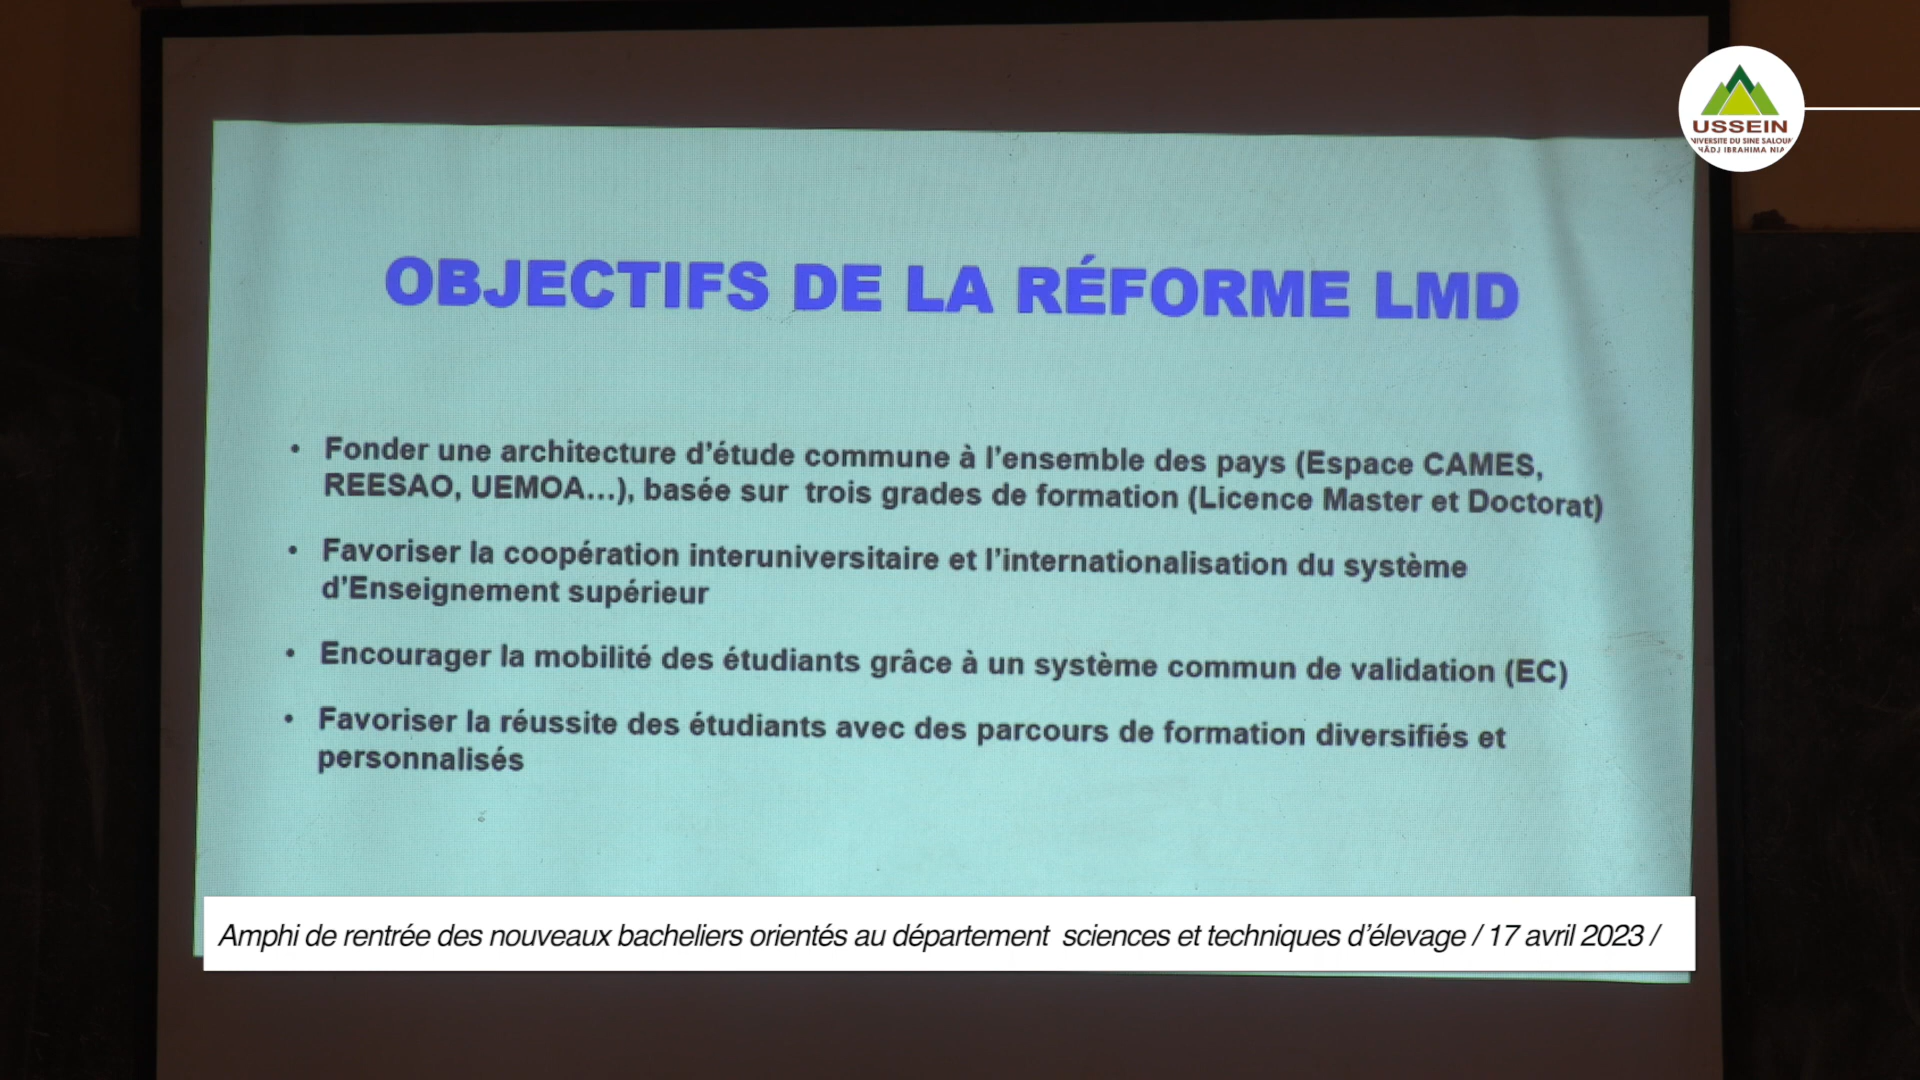 USSEIN
OBJECTIFS DE LA RÉFORME LMD
• Fonder une architecture d'étude commune à l'ensemble des pays (Espace CAMES,
REESAO, UEMOA...), basée sur trois grades de formation (Licence Master et Doctorat)
• Favoriser la coopération interuniversitaire et l'internationalisation du système
d'Enseignement supérieur
• Encourager la mobilité des étudiants grâce à un système commun de validation (EC)
• Favoriser la réussite des étudiants avec des parcours de formation diversifiés et
personnalisés
Amphi de rentrée des nouveaux bacheliers orientés au département sciences et techniques d'élevage / 17 avril 2023 /